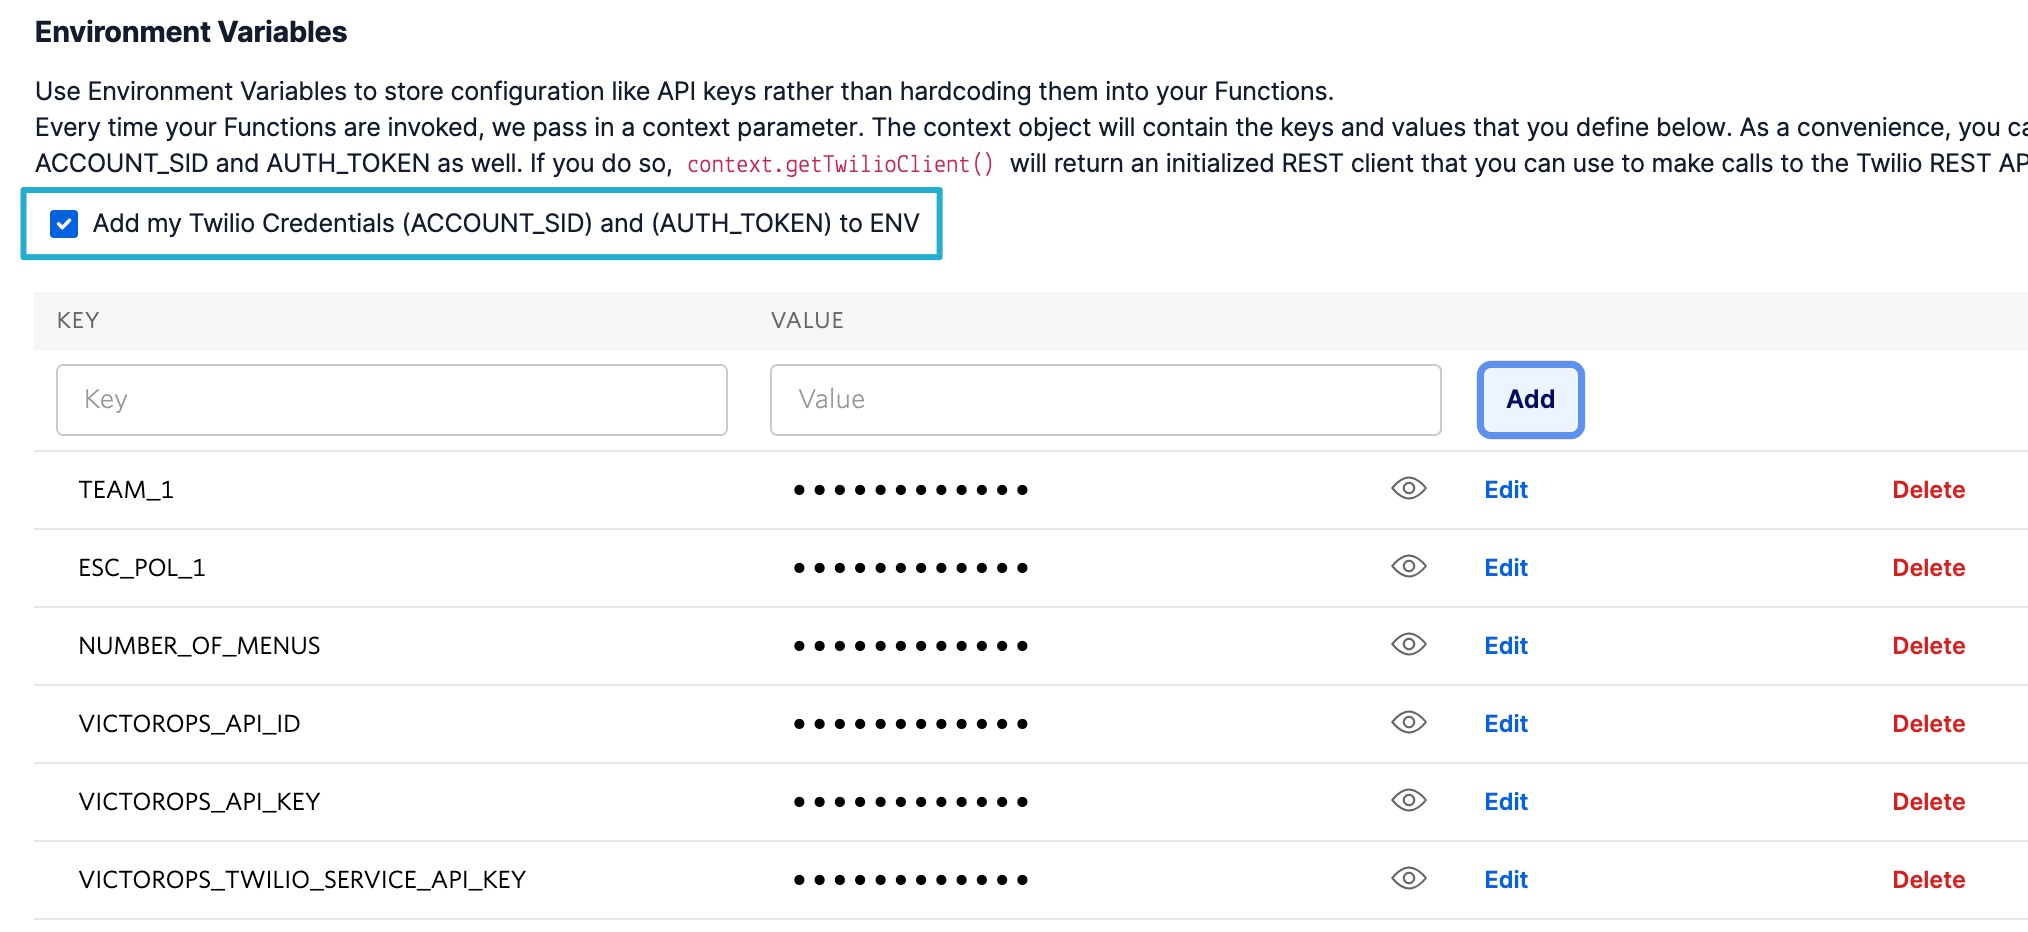 Environment Variables
Use Environment Variables to store configuration like API keys rather than hardcoding them into your Functions.
Every time your Functions are invoked, we pass in a context parameter. The context object will contain the keys and values that you define below. As a convenience, you
ACCOUNT_SID and AUTH_TOKEN as well. If you do so, context.getTwilioClient() will return an initialized REST client that you can use to make calls to the Twilio REST
Add my Twilio Credentials (ACCOUNT_SID) and (AUTH_TOKEN) to ENV
KEY VALUE
Key Value Add
TEAM_1 •••••••••••• Edit Delete
ESC_POL_1 •••••••••••• Edit Delete
NUMBER_OF_MENUS •••••••••••• Edit Delete
VICTOROPS_API_ID •••••••••••• Edit Delete
VICTOROPS_API_KEY •••••••••••• Edit Delete
VICTOROPS_TWILIO_SERVICE_API_KEY •••••••••••• Edit Delete